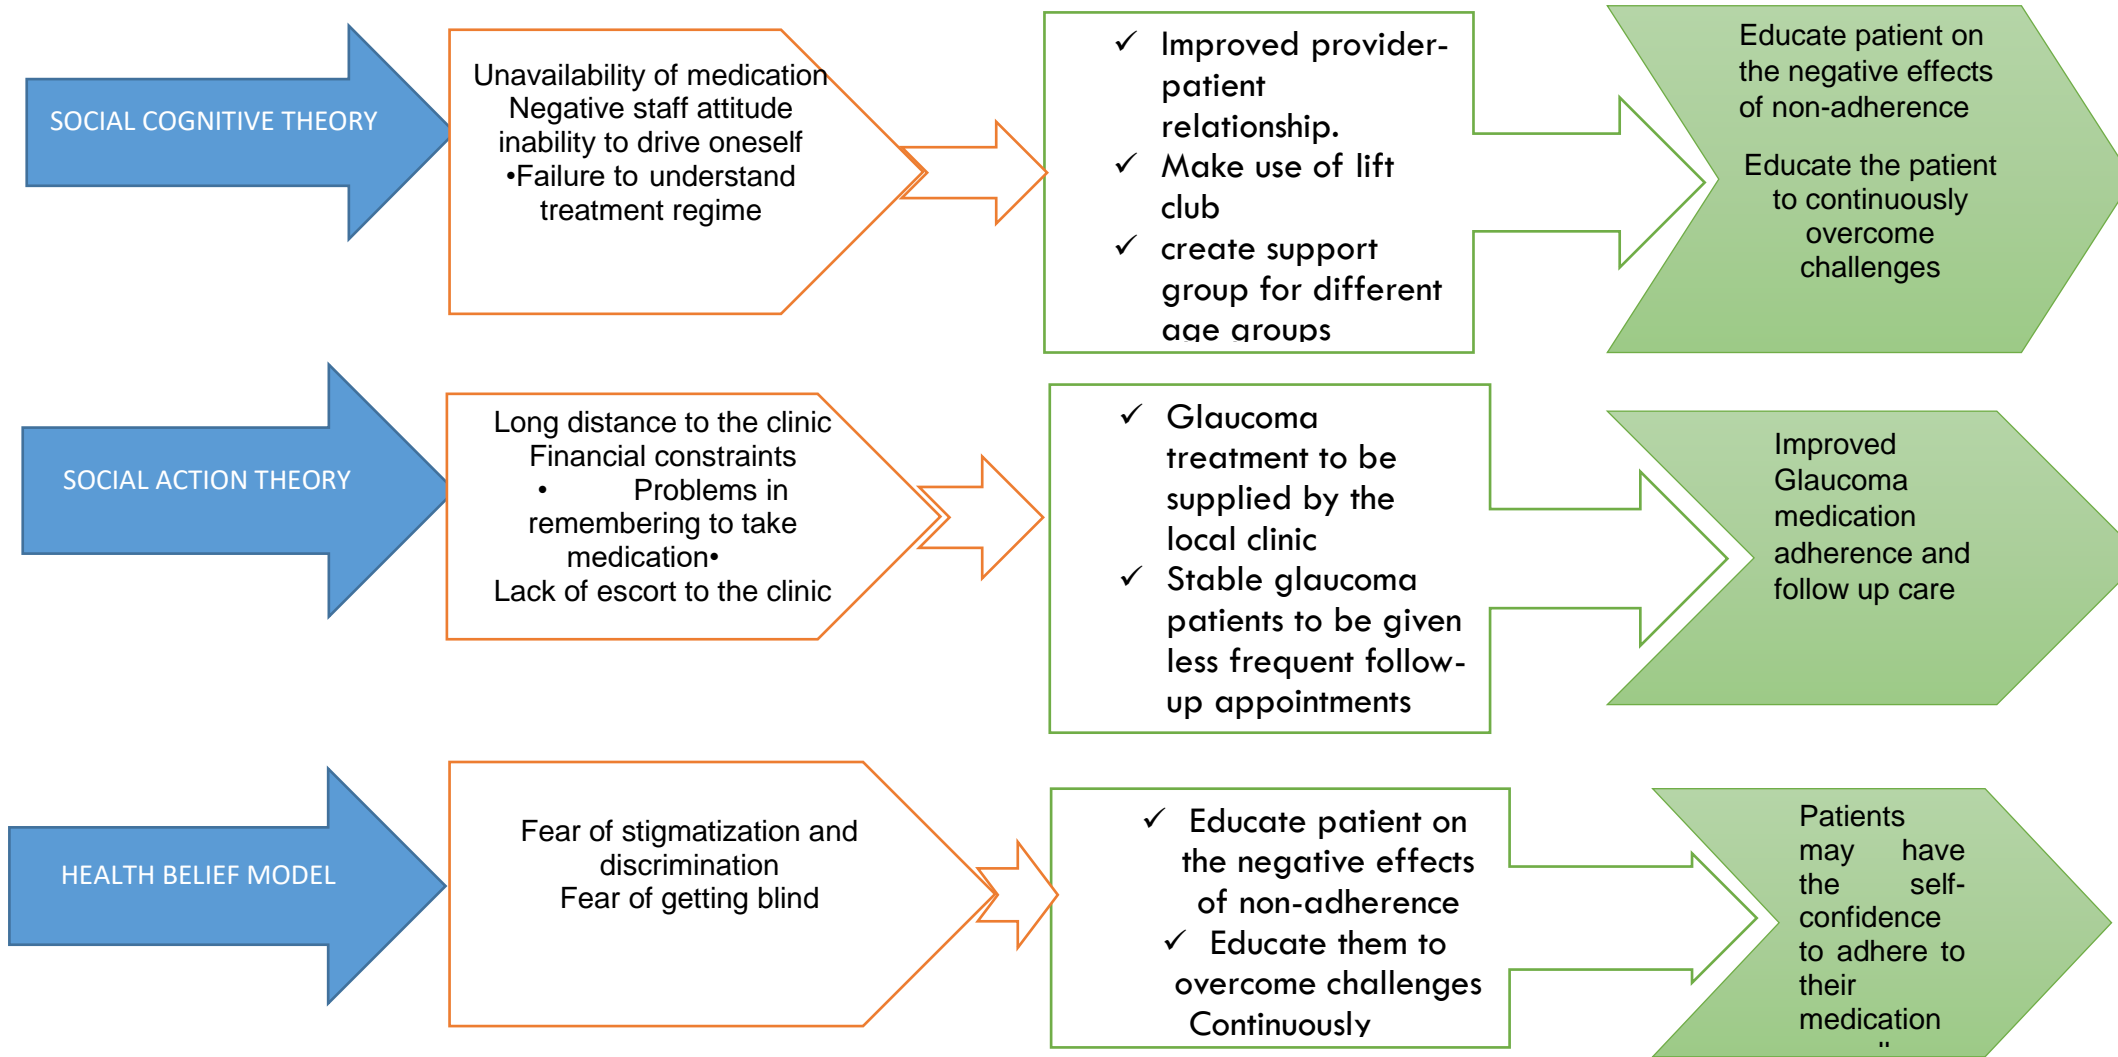 SOCIAL COGNITIVE THEORY
Unavailability of medication
Negative staff attitude
inability to drive oneself
•Failure to understand
treatment regime
✓ Improved provider-
patient
relationship.
✓ Make use of lift
club
✓ create support
group for different
age groups
Educate patient on
the negative effects
of non-adherence
Educate the patient
to continuously
overcome
challenges
SOCIAL ACTION THEORY
Long distance to the clinic
Financial constraints
• Problems in
remembering to take
medication•
Lack of escort to the clinic
✓ Glaucoma
treatment to be
supplied by the
local clinic
✓ Stable glaucoma
patients to be given
less frequent follow-
up appointments
Improved
Glaucoma
medication
adherence and
follow up care
HEALTH BELIEF MODEL
Fear of stigmatization and
discrimination
Fear of getting blind
✓ Educate patient on
the negative effects
of non-adherence
✓ Educate them to
overcome challenges
Continuously
Patients
may have
the self-
confidence
to adhere to
their
medication